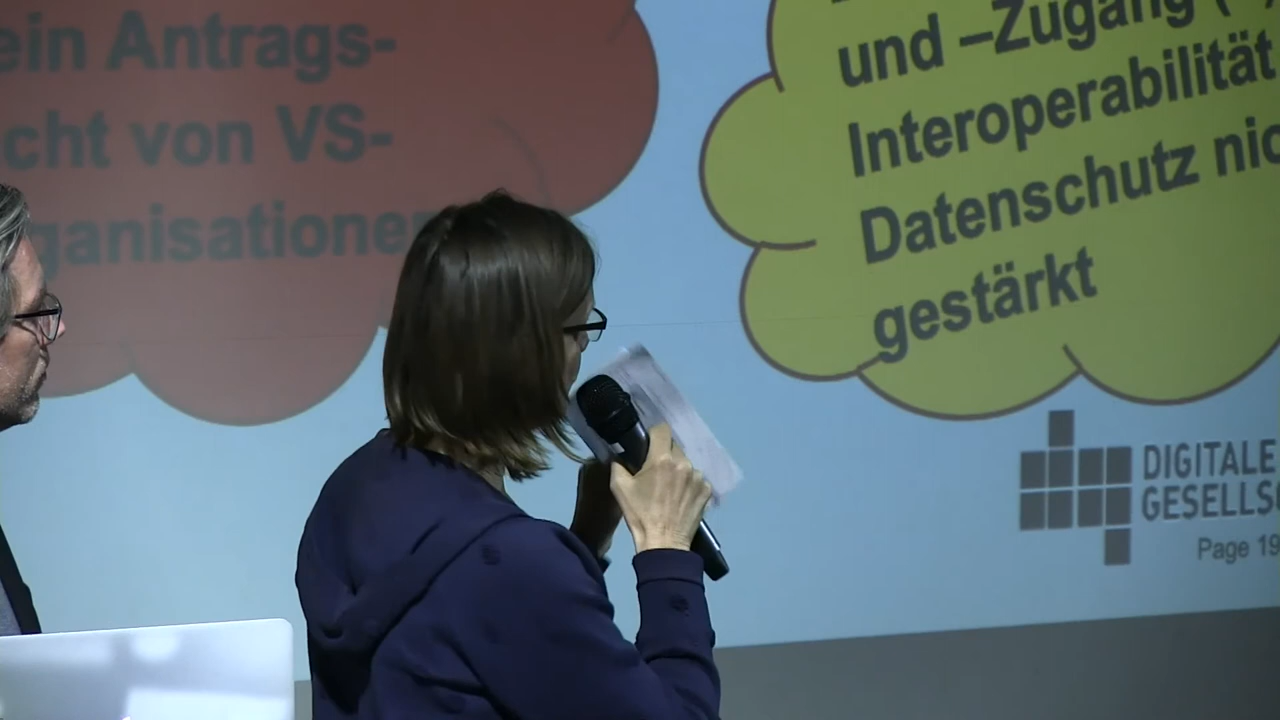 ein Antrags-
cht von VS-
ganisationen
und –Zugang
Interoperabilität
Datenschutz nic
gestärkt
DIGITALE
GESELLS
Page 19